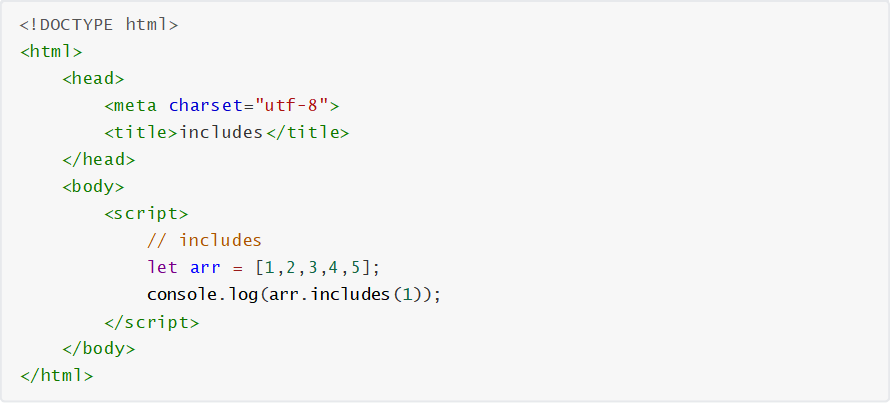 <!DOCTYPE html>
<html>
    <head>
        <meta charset="utf-8">
        <title>includes</title>
    </head>
    <body>
        <script>
            // includes
            let arr = [1,2,3,4,5];
            console.log(arr.includes(1));
        </script>
    </body>
</html>